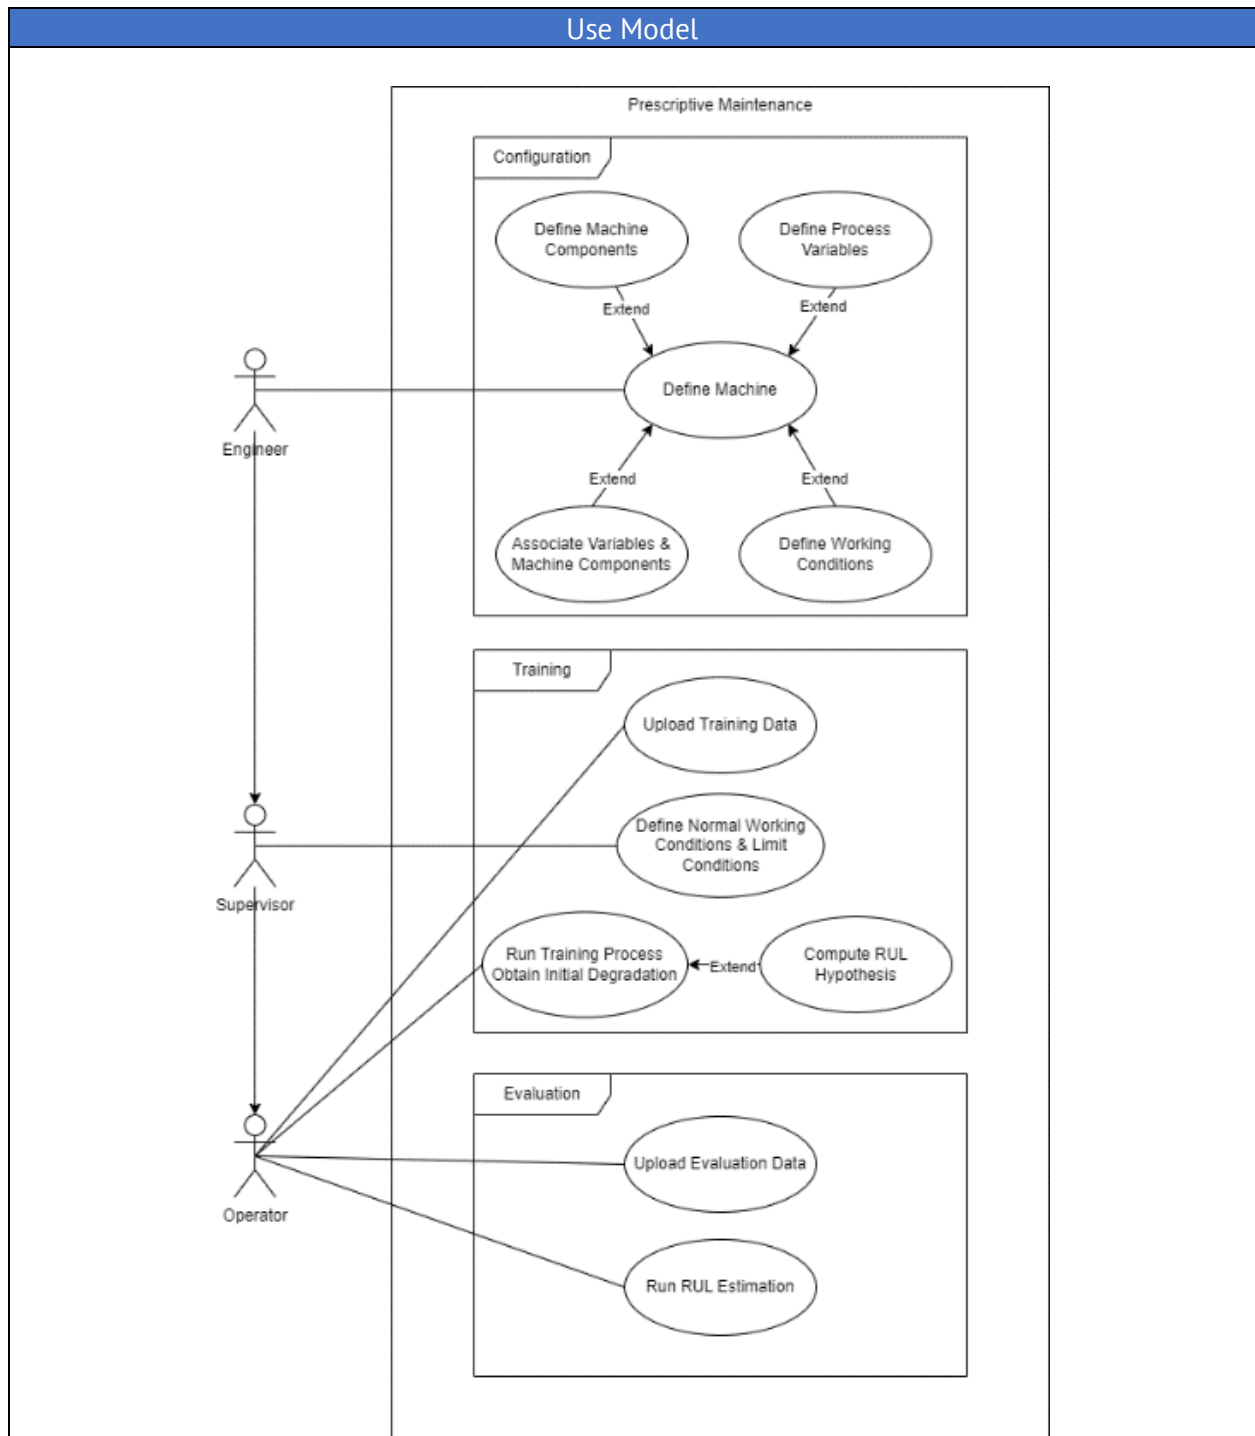 Use Model
Prescriptive Maintenance
Configuration
Define Machine
Components
Define Process
Variables
Extend
Extend
Define Machine
Engineer
Extend
Extend
Associate Variables &
Machine Components
Define Working
Conditions
Training
Upload Training Data
Define Normal Working
Conditions & Limit
Conditions
Supervisor
Run Training Process
Obtain Initial Degradation
Extend
Compute RUL
Hypothesis
Evaluation
Upload Evaluation Data
Operator
Run RUL Estimation